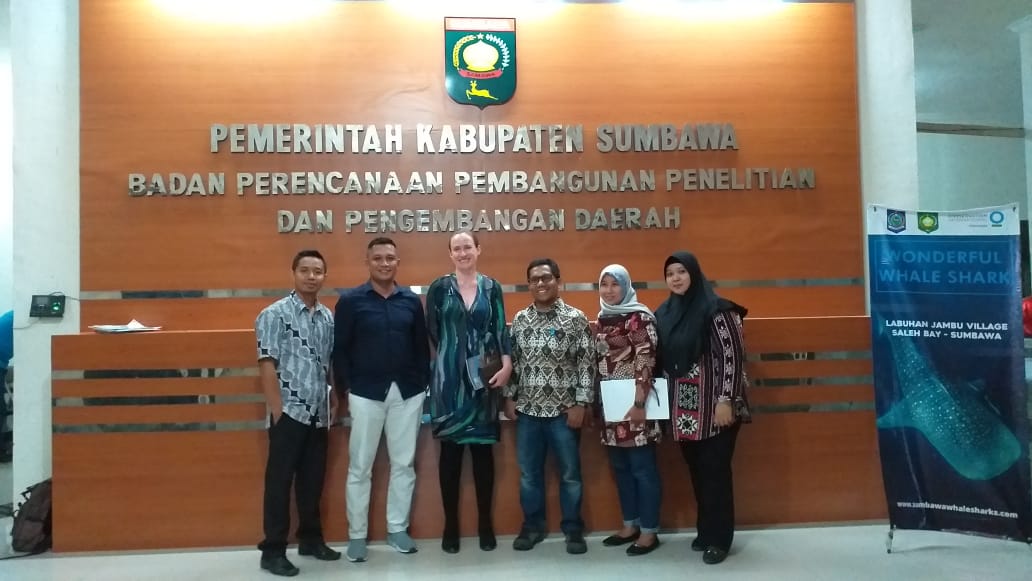 SUMBAWA
PEMERINTAH KABUPATEN SUMBAWA
BADAN PERENCANAAN PEMBANGUNAN PENELITIAN
DAN PENGEMBANGAN DAERAH
WONDERFUL
WHALE SHARK
LABUHAN JAMBU VILLAGE
SALEH BAY - SUMBAWA
www.sumbawawhalesharks.com